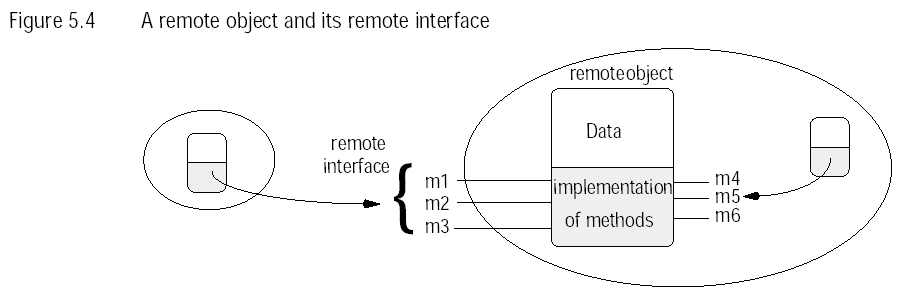 Figure 5.4 A remote object and its remote interface
remoteobject
Data
remote
interface
{
m1
m2
m3
implementation
of methods
m4
m5
m6